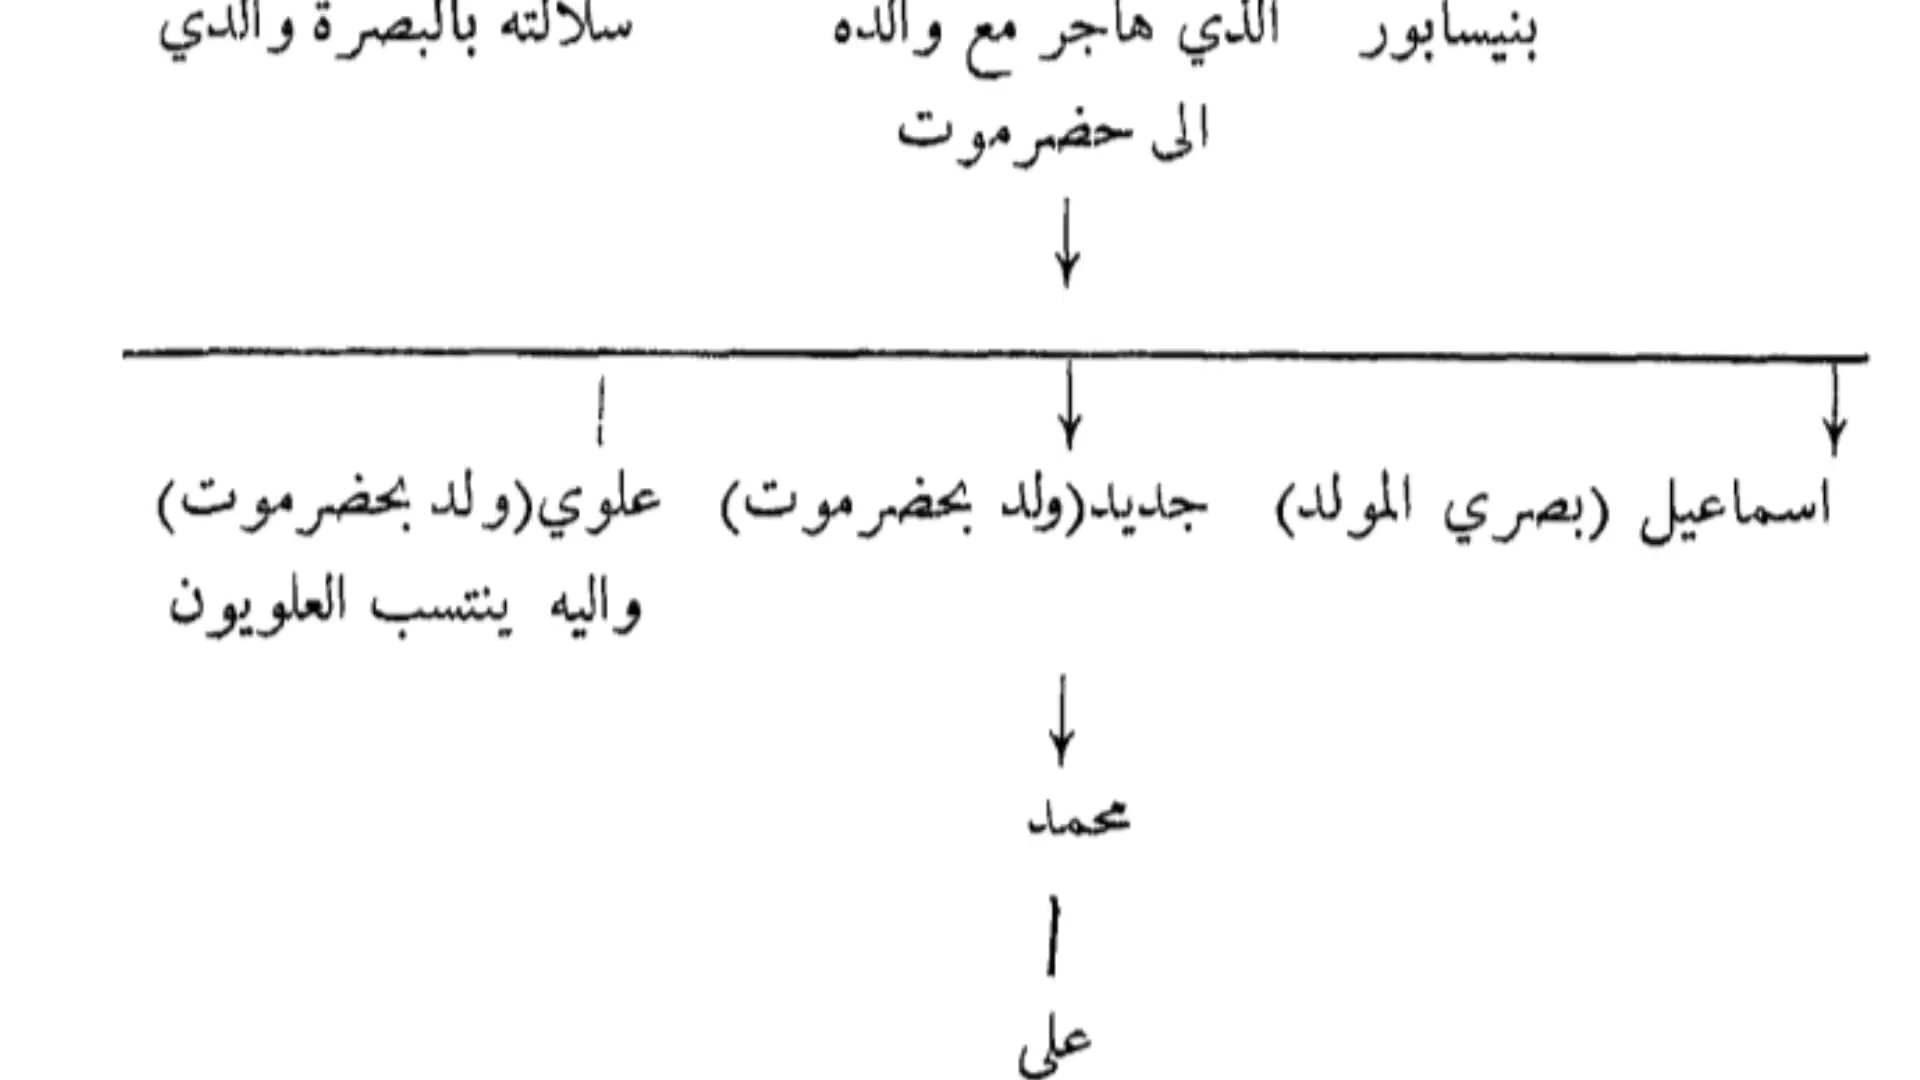 بنيسابور الذي هاجر مع والده سلالته بالبصرة والذي
الى حضرموت
اسماعيل (بصري المولد) جديد(ولد بحضرموت) علوي(ولد بحضرموت)
واليه ينتسب العلويون
محمد
علي